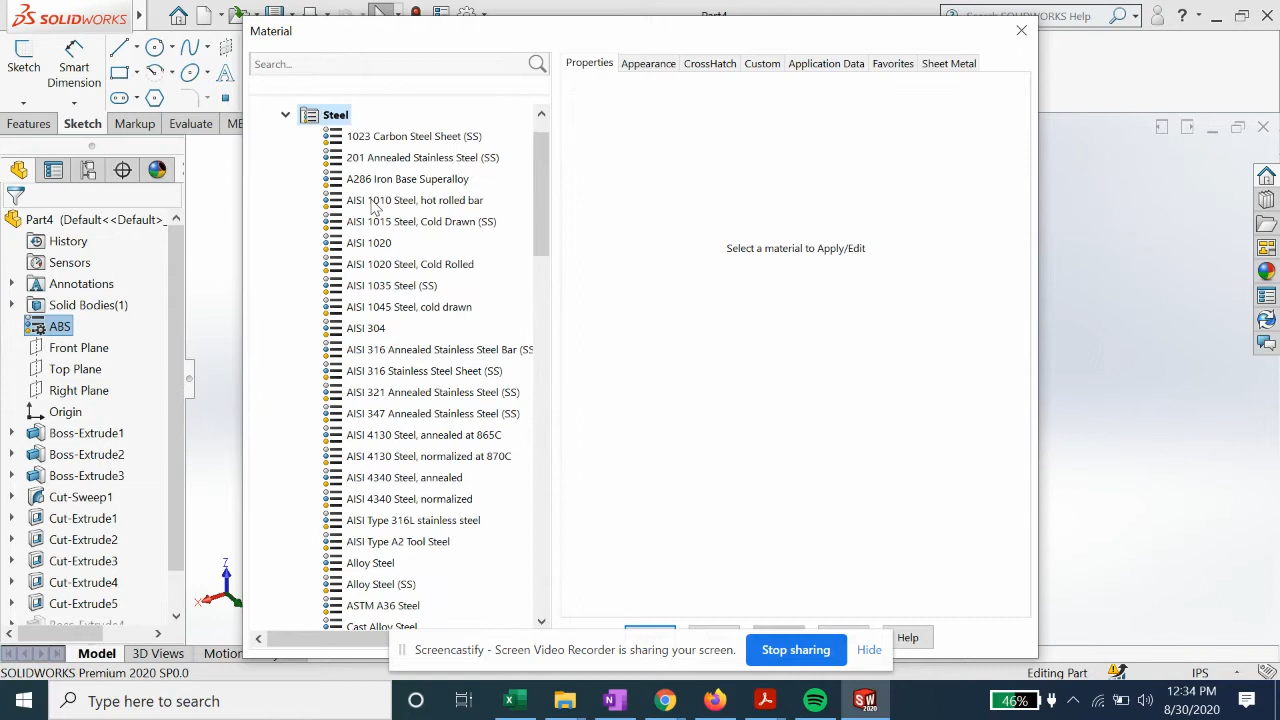 SOLIDWORKS
Part4
Search SOLIDWORKS Help
Sketch
Smart Dimension
Features
Sketch
Markup
Evaluate
Part4 (Default<<Default>_
History
Sensors
Annotations
Solid Bodies(1)
ABS
Front Plane
Top Plane
Right Plane
Origin
Boss-Extrude1
Boss-Extrude2
Boss-Extrude3
Cut-Sweep1
Cut-Extrude1
Cut-Extrude2
Cut-Extrude3
Cut-Extrude4
Cut-Extrude5
Material
Search...
Steel
1023 Carbon Steel Sheet (SS)
201 Annealed Stainless Steel (SS)
A286 Iron Base Superalloy
AISI 1010 Steel, hot rolled bar
AISI 1015 Steel, Cold Drawn (SS)
AISI 1020
AISI 1020 Steel, Cold Rolled
AISI 1035 Steel (SS)
AISI 1045 Steel, cold drawn
AISI 304
AISI 316 Annealed Stainless Steel Bar (SS
AISI 316 Stainless Steel Sheet (SS)
AISI 321 Annealed Stainless Steel (SS)
AISI 347 Annealed Stainless Steel (SS)
AISI 4130 Steel, annealed at 865C
AISI 4130 Steel, normalized at 870C
AISI 4340 Steel, annealed
AISI 4340 Steel, normalized
AISI Type 316L stainless steel
AISI Type A2 Tool Steel
Alloy Steel
Alloy Steel (SS)
ASTM A36 Steel
Cast Alloy Steel
Properties Appearance CrossHatch Custom Application Data Favorites Sheet Metal
Select a material to Apply/Edit
Help
Screencastify - Screen Video Recorder is sharing your screen.
Stop sharing
Hide
Model
3D Views
SOLIDWORKS Premium 2020 SP0.0
Editing Part
IPS
Type here to search
46%
12:34 PM
8/30/2020